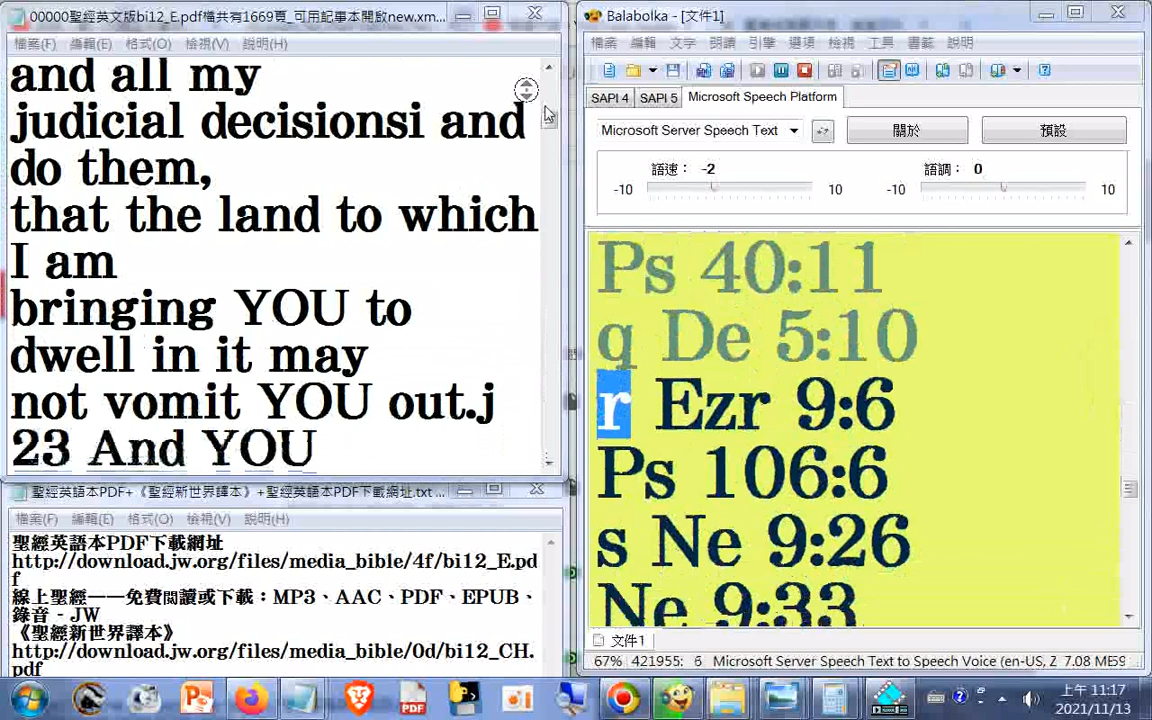 00000聖經英文版bi12_E.pdf檔共有1669頁_可用記事本開啟new.xm...
檔案(F) 編輯(E) 格式(O) 檢視(V) 說明(H)
and all my
judicial decisionsi and
do them,
that the land to which
I am
bringing YOU to
dwell in it may
not vomit YOU out.j
23 And YOU
聖經英語本PDF+《聖經新世界譯本》+聖經英語本PDF下載網址.txt ...
檔案(F) 編輯(E) 格式(O) 檢視(V) 說明(H)
聖經英語本PDF下載網址
http://download.jw.org/files/media_bible/4f/bi12_E.pd
f
線上聖經——免費閱讀或下載：MP3、AAC、PDF、EPUB、
錄音 - JW
《聖經新世界譯本》
http://download.jw.org/files/media_bible/0d/bi12_CH.
pdf
Balabolka - [文件1]
檔案 編輯 文字 朗讀 引擎 選項 檢視 工具 書籤 說明
SAPI 4 SAPI 5 Microsoft Speech Platform
Microsoft Server Speech Text 關於 預設
語速： -2 語調： 0
-10 10 -10 10
Ps 40:11
q De 5:10
r Ezr 9:6
Ps 106:6
s Ne 9:26
Ne 9:33
文件1
67% 421955: 6 Microsoft Server Speech Text to Speech Voice (en-US, Z 7.08 MB
上午 11:17
2021/11/13